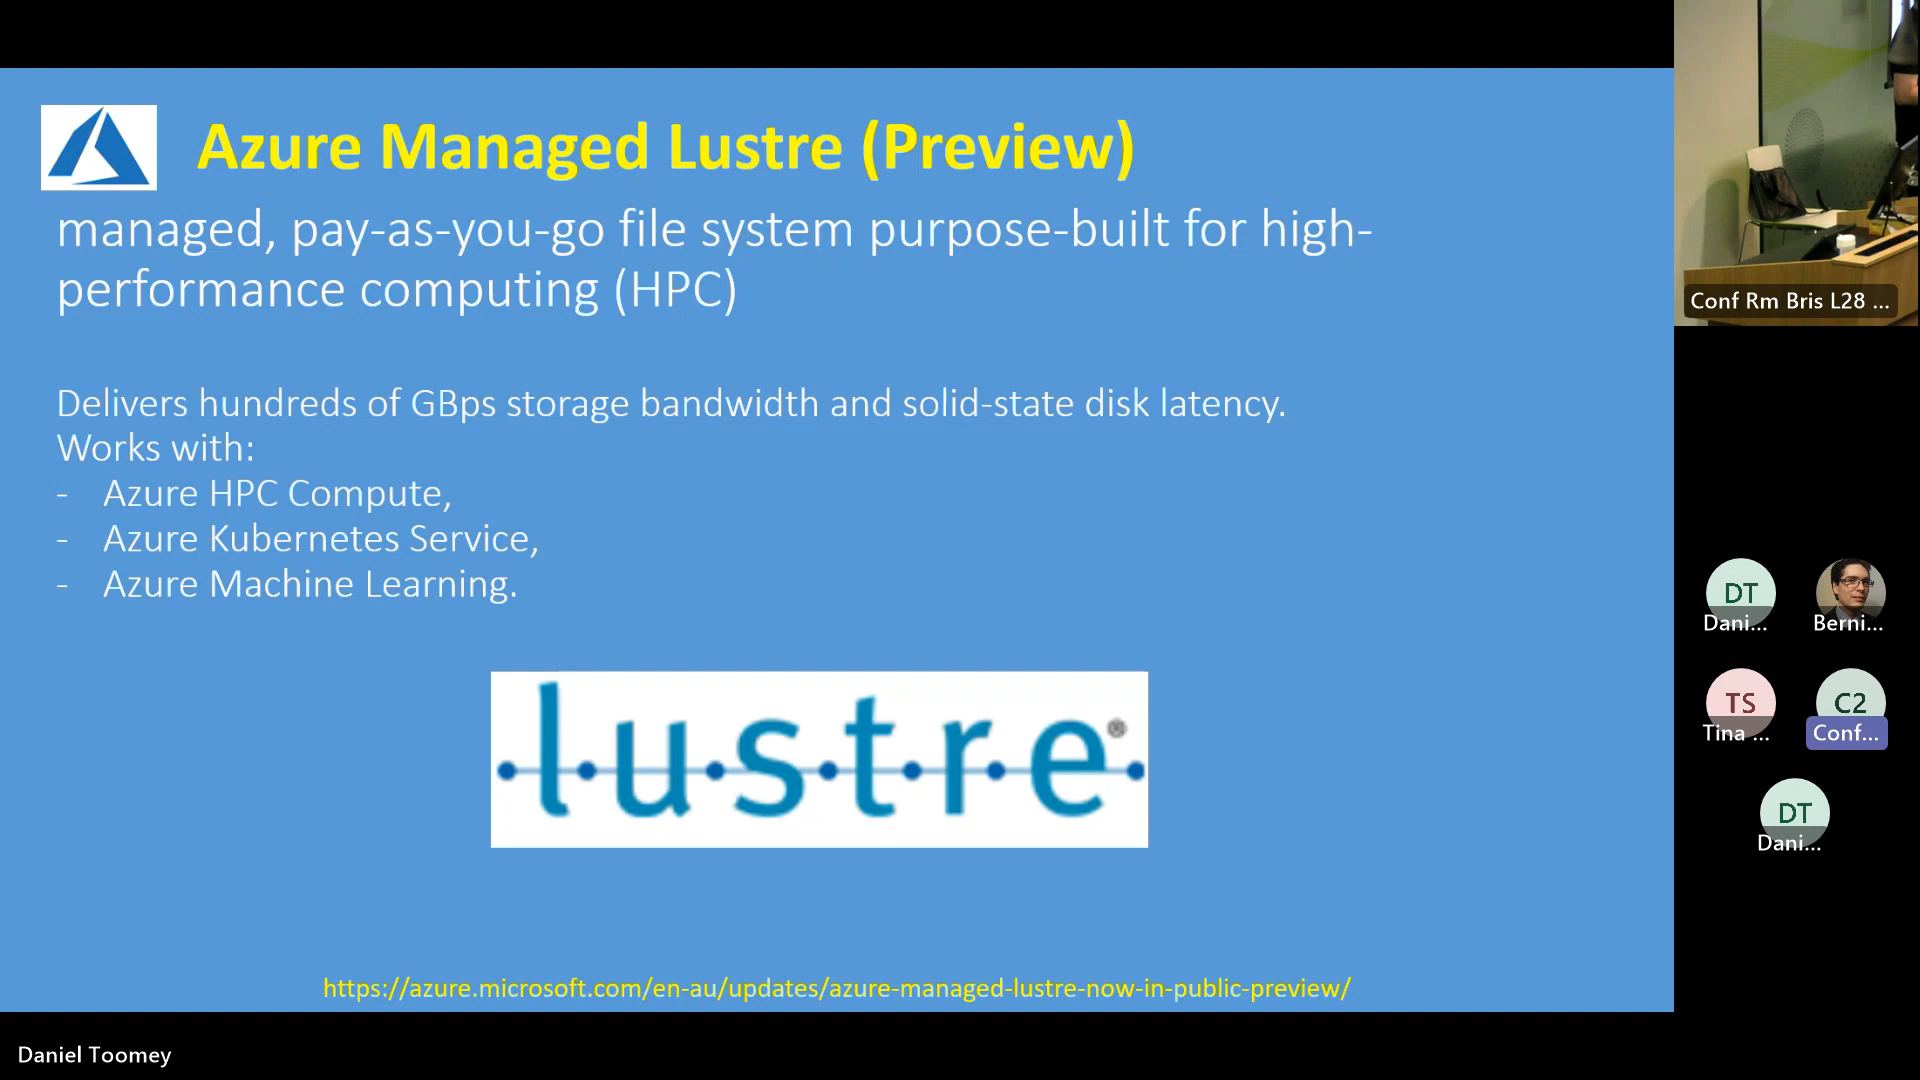 Azure Managed Lustre (Preview)
managed, pay-as-you-go file system purpose-built for high-
performance computing (HPC)
Delivers hundreds of GBps storage bandwidth and solid-state disk latency.
Works with:
- Azure HPC Compute,
- Azure Kubernetes Service,
- Azure Machine Learning.
lustre®
https://azure.microsoft.com/en-au/updates/azure-managed-lustre-now-in-public-preview/
Daniel Toomey
Conf Rm Bris L28 ...
DT
Dani...
Berni...
TS
Tina ...
C2
Conf...
DT
Dani...